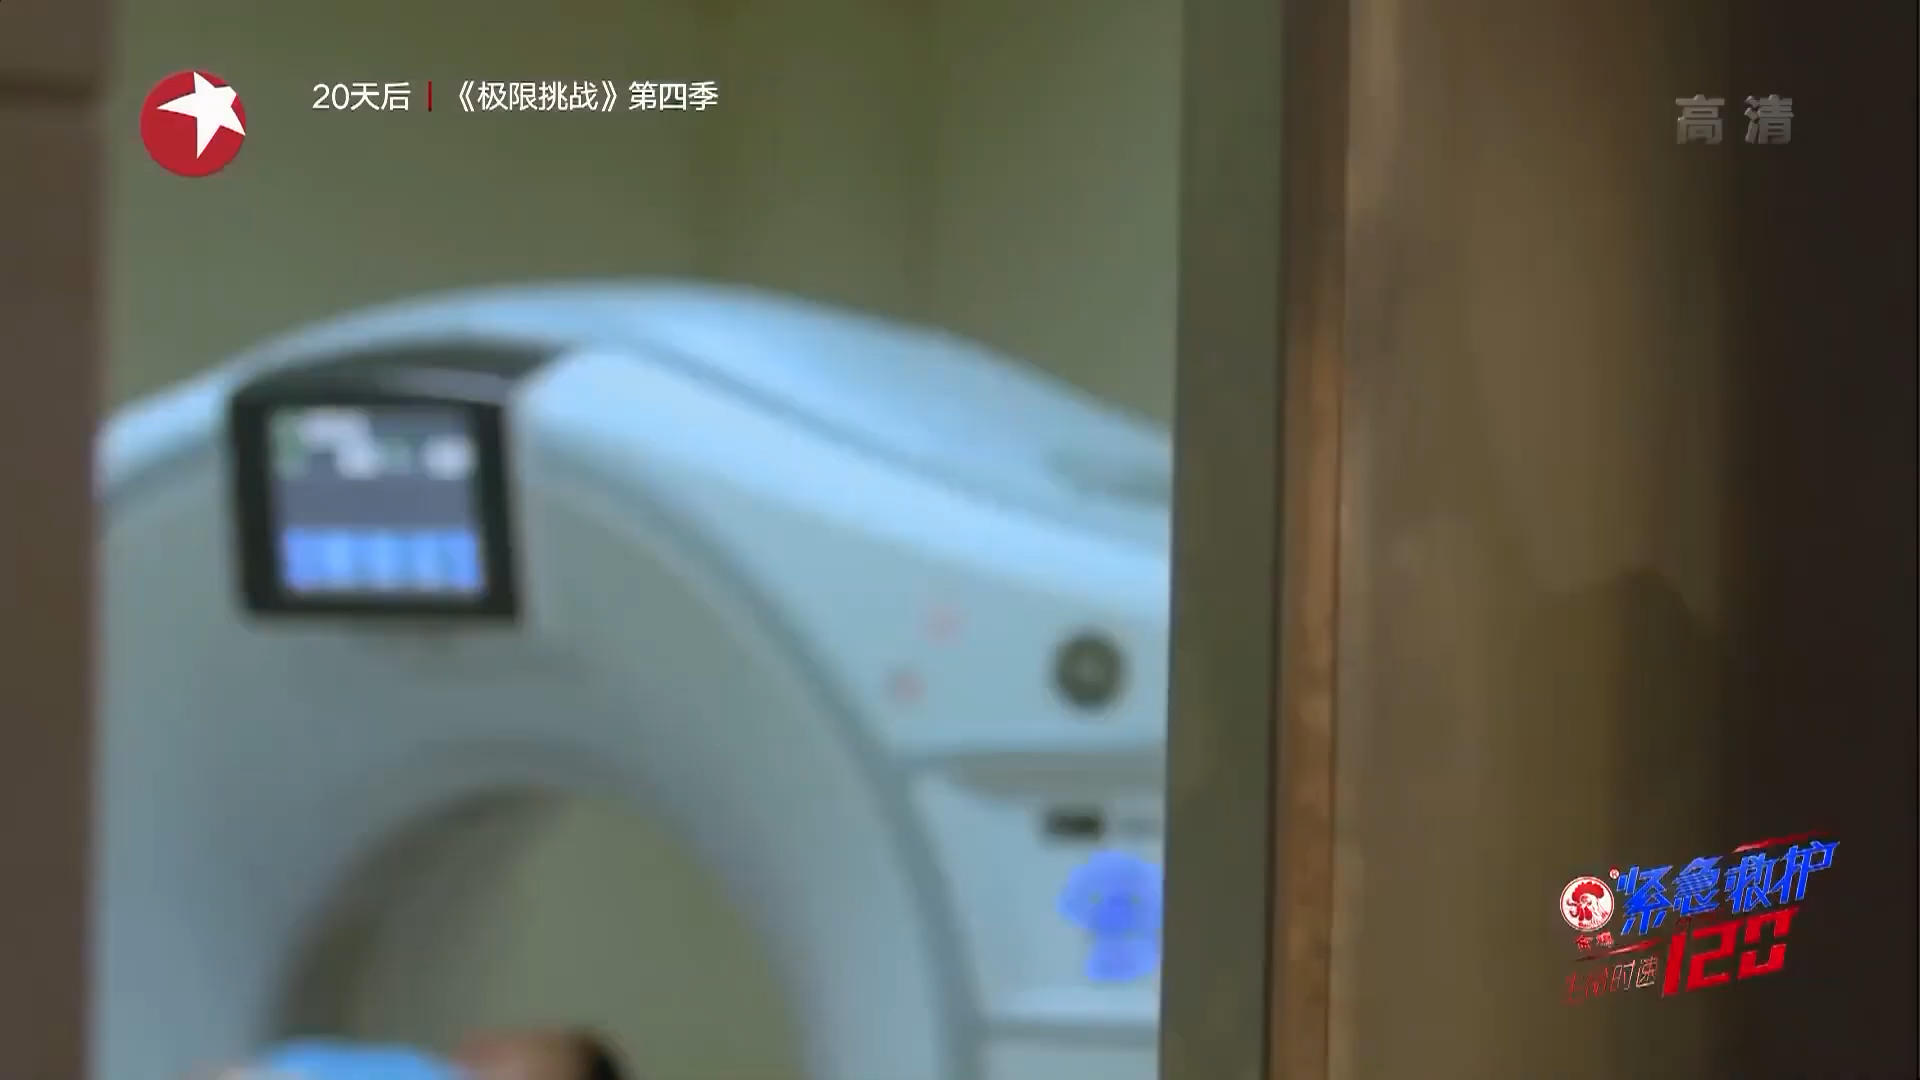 20天后 | 《极限挑战》第四季
高清
紧急救护
生命时速 120